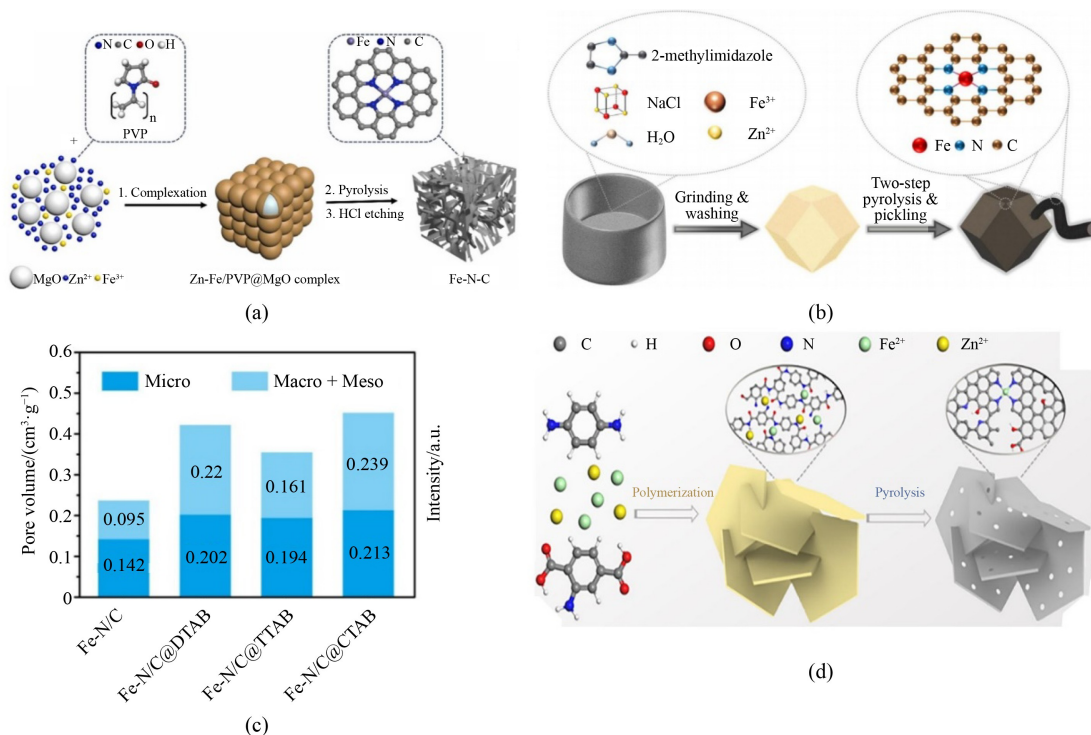 N C O H
PVP
n
+
Fe N C
1. Complexation
2. Pyrolysis
3. HCl etching
MgO Zn²⁺ Fe³⁺
Zn-Fe/PVP@MgO complex
Fe-N-C
(a)
2-methylimidazole
NaCl
Fe³⁺
H₂O
Zn²⁺
Fe N C
Grinding &
washing
Two-step
pyrolysis &
pickling
(b)
Pore volume/(cm³·g⁻¹)
0.6
0.5
0.4
0.3
0.2
0.1
0
Micro
Macro + Meso
0.095
0.142
0.22
0.202
0.161
0.194
0.239
0.213
Fe-N/C
Fe-N/C@DTAB
Fe-N/C@TTAB
Fe-N/C@CTAB
Intensity/a.u.
(c)
C H O N Fe²⁺ Zn²⁺
Polymerization
Pyrolysis
(d)